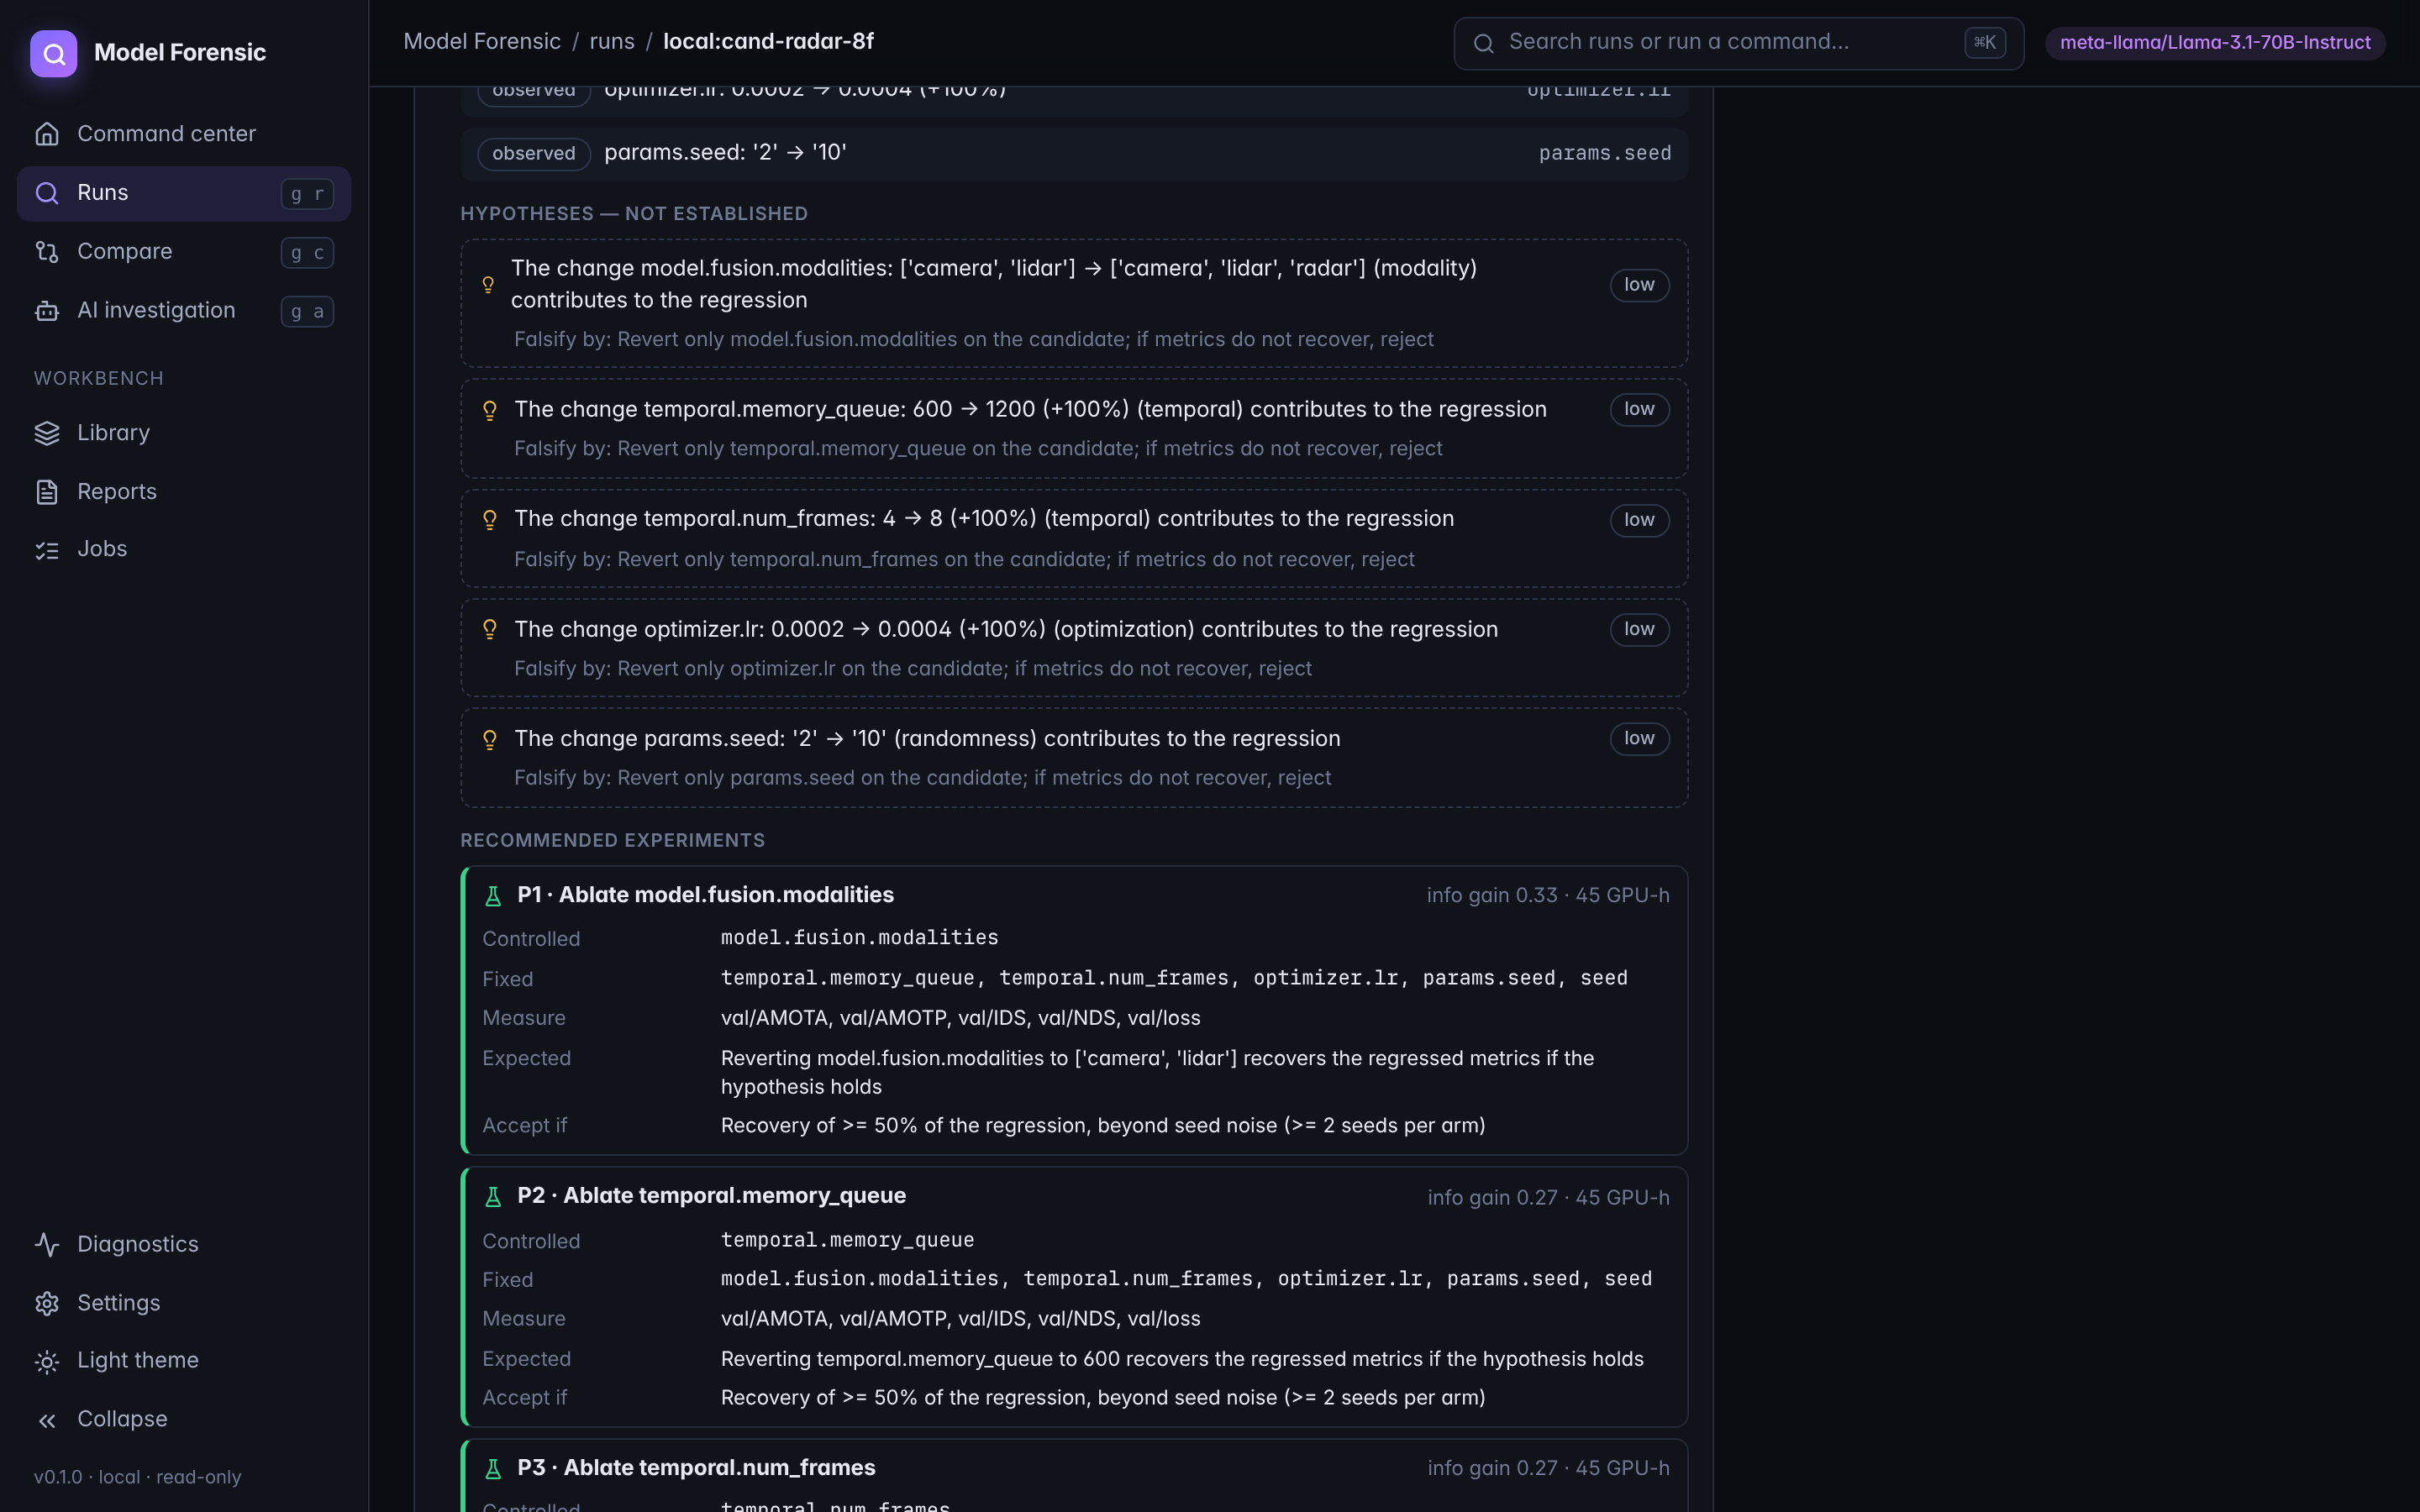 Model Forensic
Command center
Runs
g r
Compare
g c
AI investigation
g a
WORKBENCH
Library
Reports
Jobs
Diagnostics
Settings
Light theme
Collapse
v0.1.0 · local · read-only
Model Forensic / runs / local:cand-radar-8f
Search runs or run a command...
⌘K
meta-llama/Llama-3.1-70B-Instruct
observed optimizer.lr: 0.0002 → 0.0004 (+100%) optimizer.lr
observed params.seed: '2' → '10' params.seed
HYPOTHESES — NOT ESTABLISHED
The change model.fusion.modalities: ['camera', 'lidar'] → ['camera', 'lidar', 'radar'] (modality)
contributes to the regression
low
Falsify by: Revert only model.fusion.modalities on the candidate; if metrics do not recover, reject
The change temporal.memory_queue: 600 → 1200 (+100%) (temporal) contributes to the regression
low
Falsify by: Revert only temporal.memory_queue on the candidate; if metrics do not recover, reject
The change temporal.num_frames: 4 → 8 (+100%) (temporal) contributes to the regression
low
Falsify by: Revert only temporal.num_frames on the candidate; if metrics do not recover, reject
The change optimizer.lr: 0.0002 → 0.0004 (+100%) (optimization) contributes to the regression
low
Falsify by: Revert only optimizer.lr on the candidate; if metrics do not recover, reject
The change params.seed: '2' → '10' (randomness) contributes to the regression
low
Falsify by: Revert only params.seed on the candidate; if metrics do not recover, reject
RECOMMENDED EXPERIMENTS
P1 · Ablate model.fusion.modalities
info gain 0.33 · 45 GPU-h
Controlled model.fusion.modalities
Fixed temporal.memory_queue, temporal.num_frames, optimizer.lr, params.seed, seed
Measure val/AMOTA, val/AMOTP, val/IDS, val/NDS, val/loss
Expected Reverting model.fusion.modalities to ['camera', 'lidar'] recovers the regressed metrics if the
hypothesis holds
Accept if Recovery of >= 50% of the regression, beyond seed noise (>= 2 seeds per arm)
P2 · Ablate temporal.memory_queue
info gain 0.27 · 45 GPU-h
Controlled temporal.memory_queue
Fixed model.fusion.modalities, temporal.num_frames, optimizer.lr, params.seed, seed
Measure val/AMOTA, val/AMOTP, val/IDS, val/NDS, val/loss
Expected Reverting temporal.memory_queue to 600 recovers the regressed metrics if the hypothesis holds
Accept if Recovery of >= 50% of the regression, beyond seed noise (>= 2 seeds per arm)
P3 · Ablate temporal.num_frames
info gain 0.27 · 45 GPU-h
Controlled temporal.num_frames